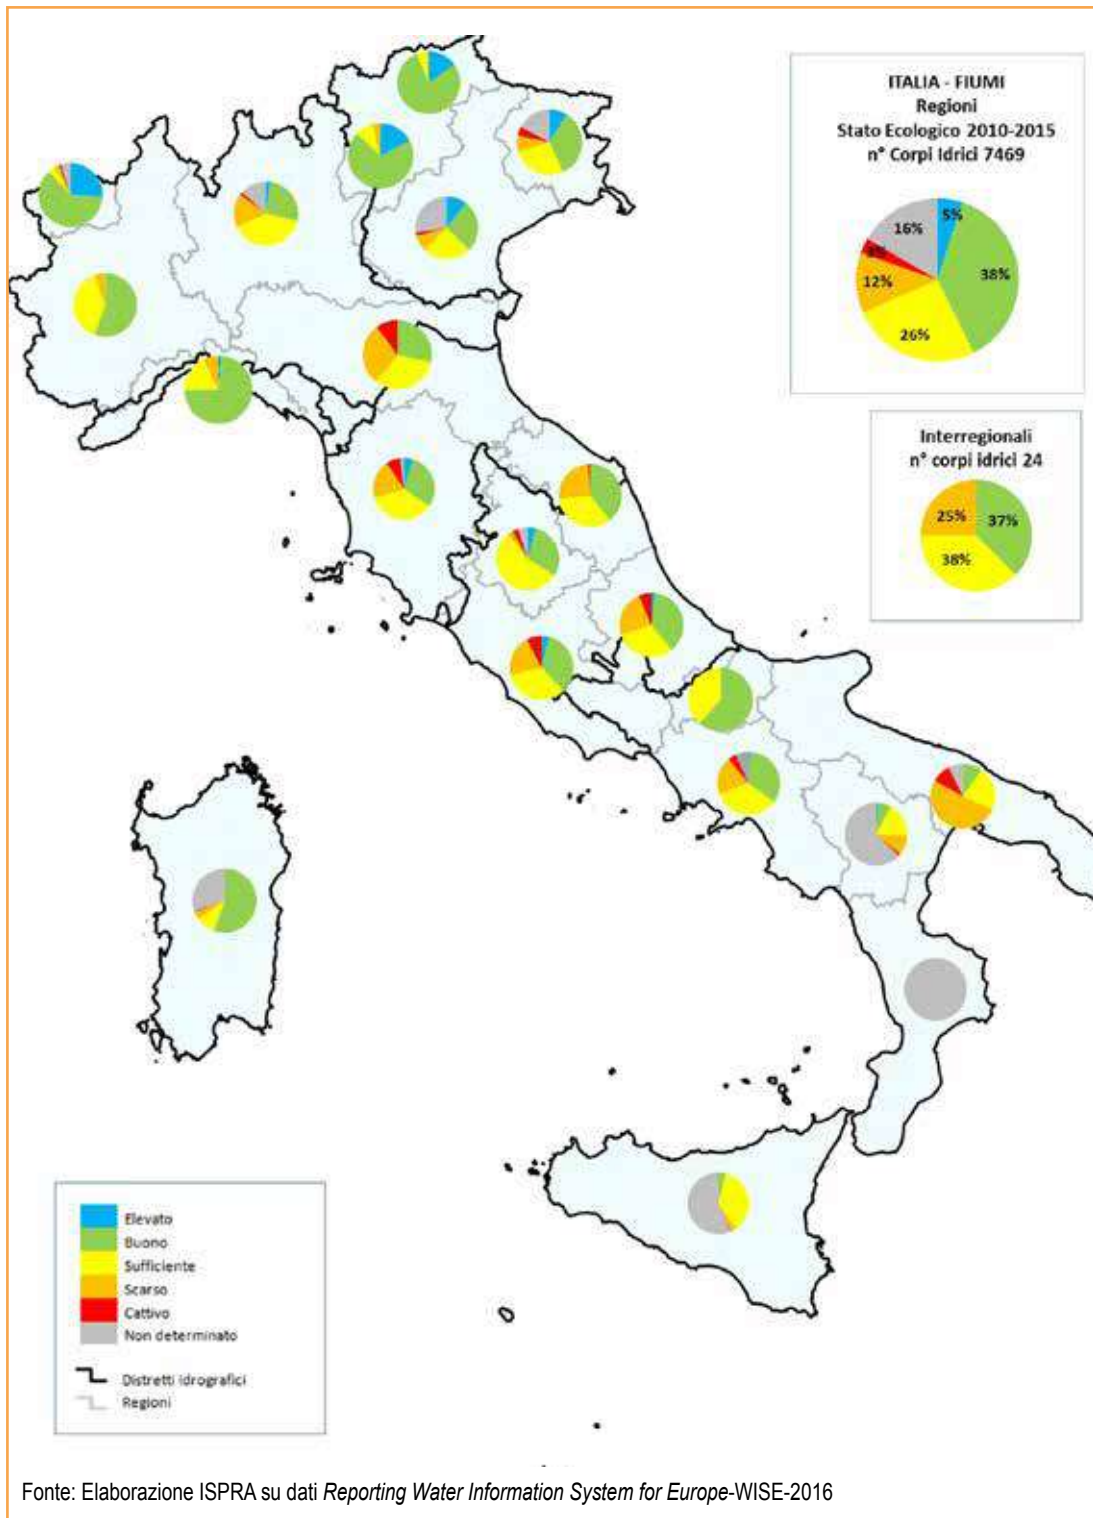 ITALIA - FIUMI
Regioni
Stato Ecologico 2010-2015
n° Corpi Idrici 7469
5%
16%
38%
12%
26%
Interregionali
n° corpi idrici 24
25%
37%
38%
Elevato
Buono
Sufficiente
Scarso
Cattivo
Non determinato
Distretti idrografici
Regioni
Fonte: Elaborazione ISPRA su dati Reporting Water Information System for Europe-WISE-2016